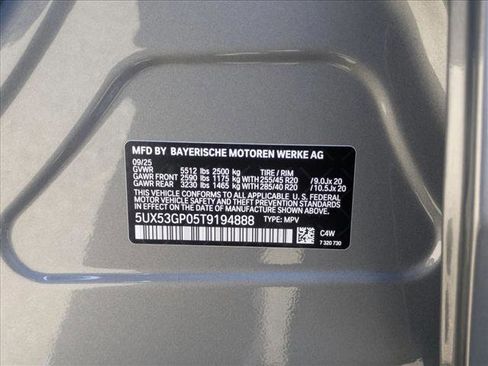 MFD BY BAYERISCHE MOTOREN WERKE AG
09/25
GVWR 5512 lbs 2500 kg TIRE / RIM
GAWR FRONT 2590 lbs 1175 kg 255/45 R20 / 9.0Jx 20
GAWR REAR 3230 lbs 1465 kg 285/40 R20 / 10.5Jx 20
THIS VEHICLE CONFORMS TO ALL APPLICABLE U. S. FEDERAL
MOTOR VEHICLE SAFETY AND THEFT PREVENTION STANDARDS
IN EFFECT ON THE DATE OF MANUFACTURE SHOWN ABOVE.
5UX53GP05T9194888 TYPE: MPV
C4W
7 320 730